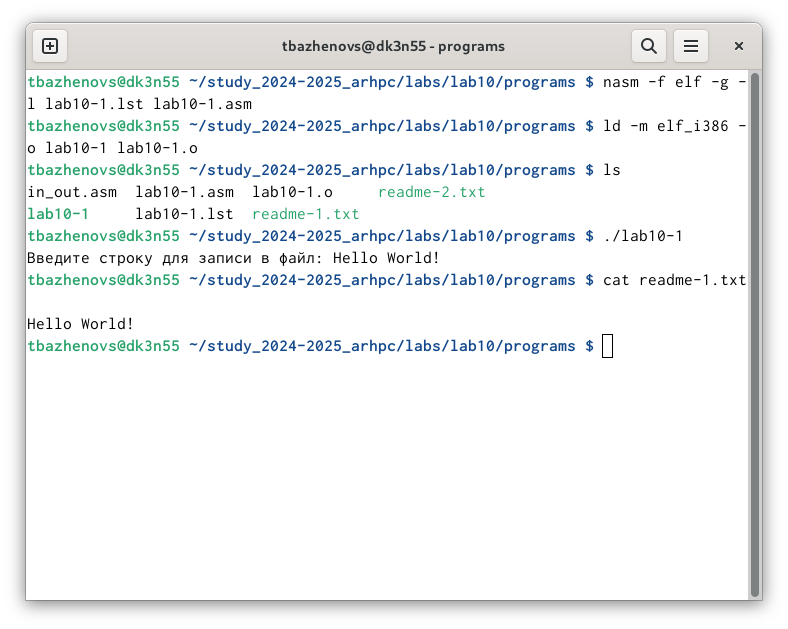 tbazhenovs@dk3n55 - programs
tbazhenovs@dk3n55 ~/study_2024-2025_arhpc/labs/lab10/programs $ nasm -f elf -g -
l lab10-1.lst lab10-1.asm
tbazhenovs@dk3n55 ~/study_2024-2025_arhpc/labs/lab10/programs $ ld -m elf_i386 -
o lab10-1 lab10-1.o
tbazhenovs@dk3n55 ~/study_2024-2025_arhpc/labs/lab10/programs $ ls
in_out.asm  lab10-1.asm  lab10-1.o     readme-2.txt
lab10-1     lab10-1.lst  readme-1.txt
tbazhenovs@dk3n55 ~/study_2024-2025_arhpc/labs/lab10/programs $ ./lab10-1
Введите строку для записи в файл: Hello World!
tbazhenovs@dk3n55 ~/study_2024-2025_arhpc/labs/lab10/programs $ cat readme-1.txt
Hello World!
tbazhenovs@dk3n55 ~/study_2024-2025_arhpc/labs/lab10/programs $